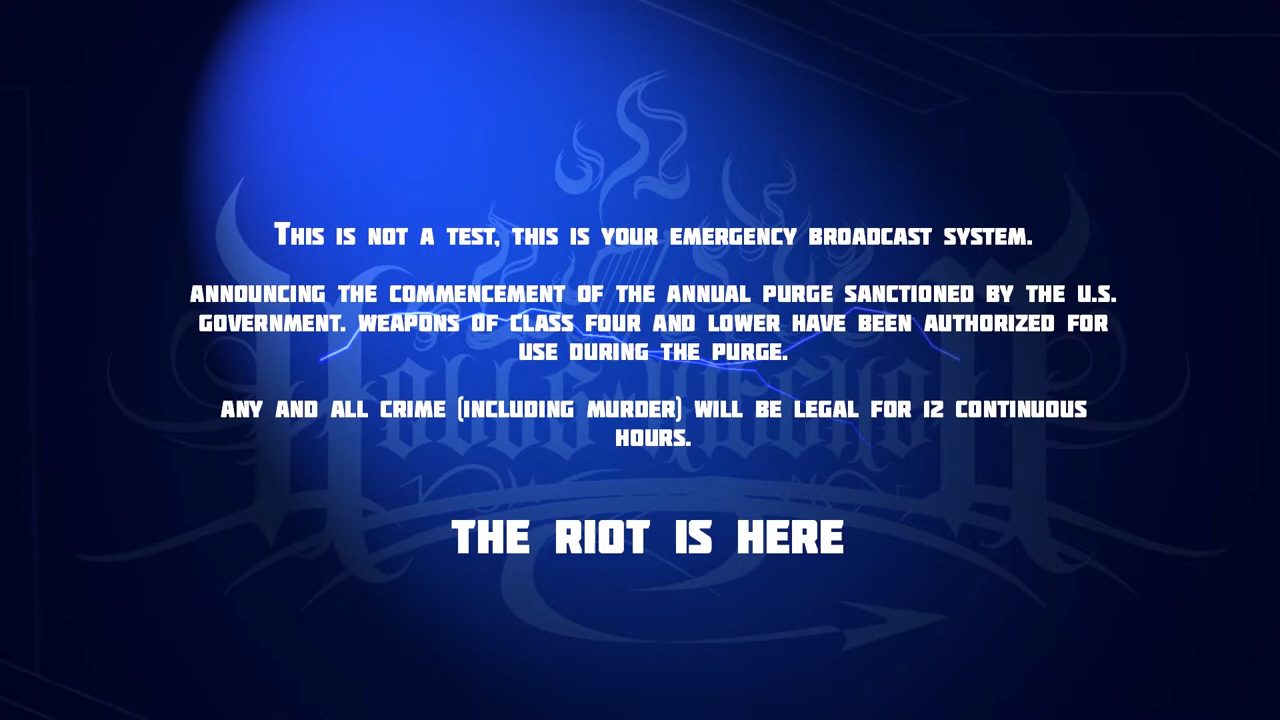 This is not a test, this is your emergency broadcast system.
announcing the commencement of the annual purge sanctioned by the U.S.
government. weapons of class four and lower have been authorized for
use during the purge.
any and all crime (including murder) will be legal for 12 continuous
hours.
THE RIOT IS HERE